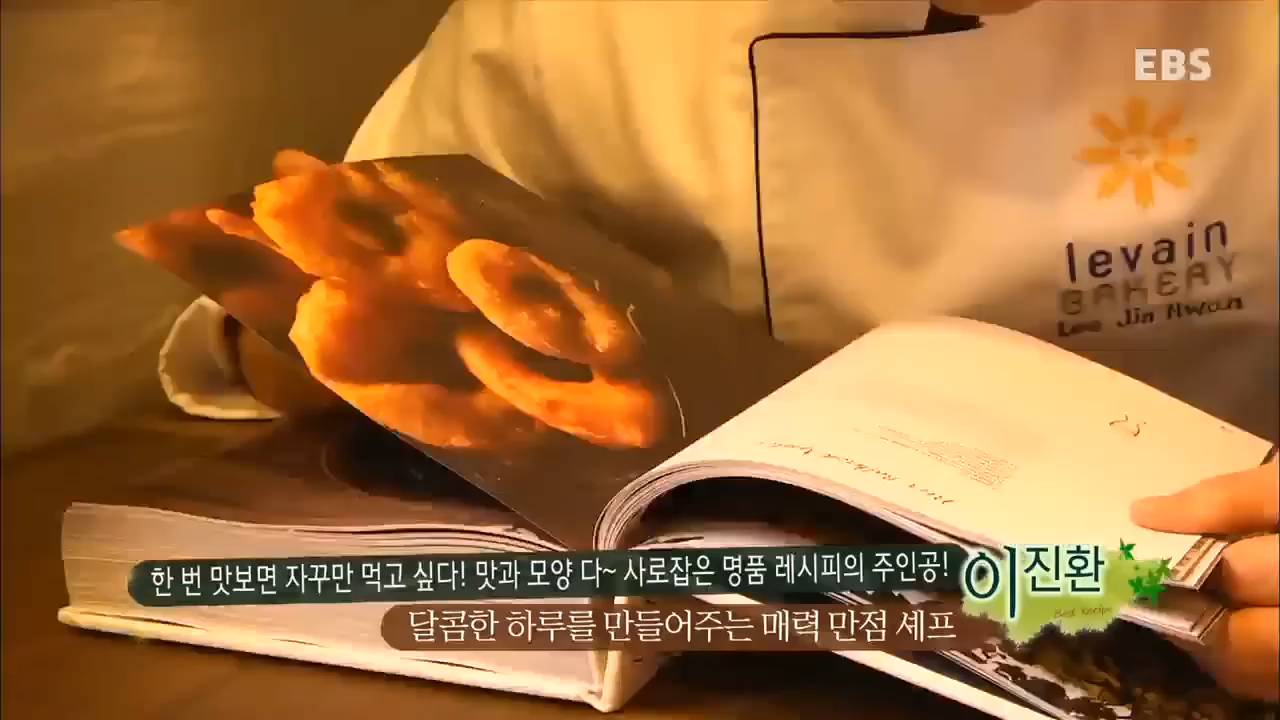 EBS
levain
BAKERY
Lee Jin Hwan
한 번 맛보면 자꾸만 먹고 싶다! 맛과 모양 다~ 사로잡은 명품 레시피의 주인공!
이진환
Best Recipe
달콤한 하루를 만들어주는 매력 만점 셰프